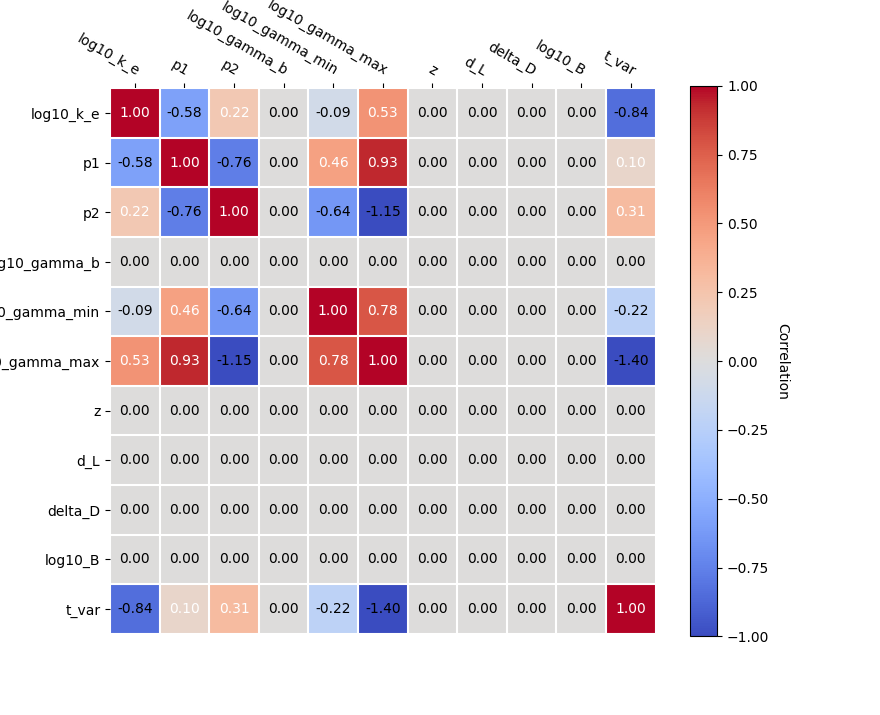 log10_k_e p1 p2 log10_gamma_b log10_gamma_min log10_gamma_max z d_L delta_D log10_B t_var
log10_k_e 1.00 -0.58 0.22 0.00 -0.09 0.53 0.00 0.00 0.00 0.00 -0.84
p1 -0.58 1.00 -0.76 0.00 0.46 0.93 0.00 0.00 0.00 0.00 0.10
p2 0.22 -0.76 1.00 0.00 -0.64 -1.15 0.00 0.00 0.00 0.00 0.31
g10_gamma_b 0.00 0.00 0.00 0.00 0.00 0.00 0.00 0.00 0.00 0.00 0.00
0_gamma_min -0.09 0.46 -0.64 0.00 1.00 0.78 0.00 0.00 0.00 0.00 -0.22
0_gamma_max 0.53 0.93 -1.15 0.00 0.78 1.00 0.00 0.00 0.00 0.00 -1.40
z 0.00 0.00 0.00 0.00 0.00 0.00 0.00 0.00 0.00 0.00 0.00
d_L 0.00 0.00 0.00 0.00 0.00 0.00 0.00 0.00 0.00 0.00 0.00
delta_D 0.00 0.00 0.00 0.00 0.00 0.00 0.00 0.00 0.00 0.00 0.00
log10_B 0.00 0.00 0.00 0.00 0.00 0.00 0.00 0.00 0.00 0.00 0.00
t_var -0.84 0.10 0.31 0.00 -0.22 -1.40 0.00 0.00 0.00 0.00 1.00
1.00
0.75
0.50
0.25
0.00
−0.25
−0.50
−0.75
−1.00
Correlation